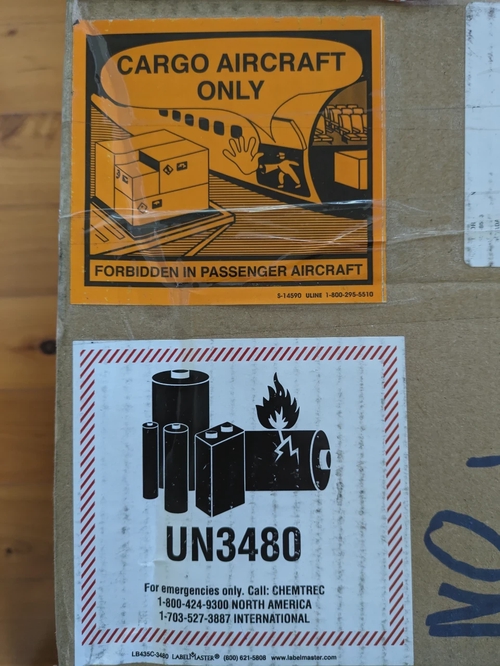 CARGO AIRCRAFT
ONLY
FORBIDDEN IN PASSENGER AIRCRAFT
S-14590 ULINE 1-800-295-5510
UN3480
For emergencies only. Call: CHEMTREC
1-800-424-9300 NORTH AMERICA
1-703-527-3887 INTERNATIONAL
LB435C-3480 LABELMASTER® (800) 621-5808 www.labelmaster.com
NO